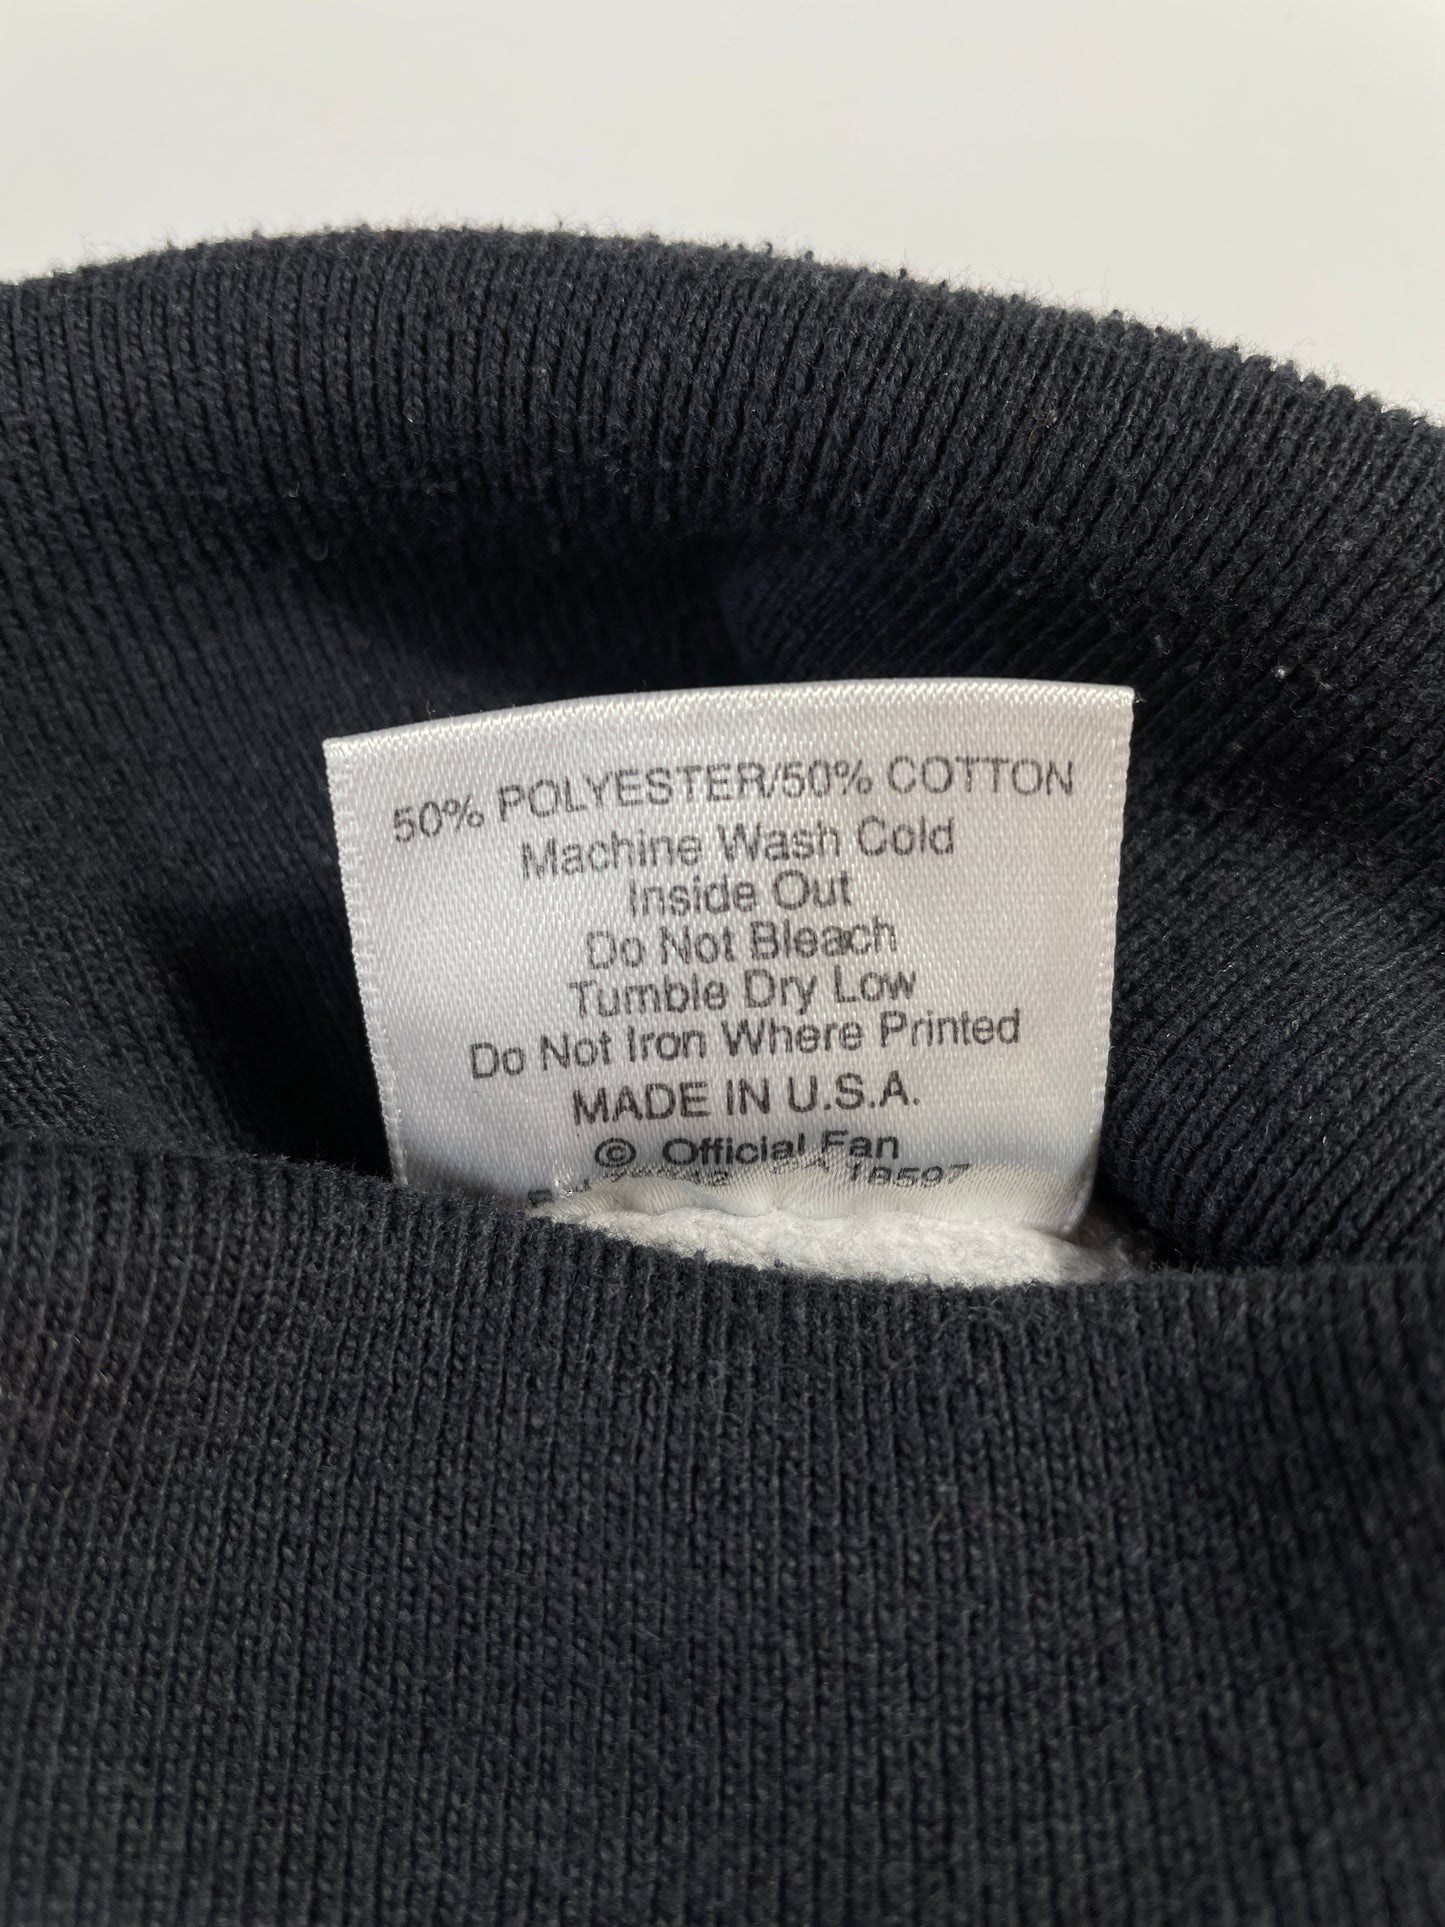 50% POLYESTER/50% COTTON
Machine Wash Cold
Inside Out
Do Not Bleach
Tumble Dry Low
Do Not Iron Where Printed
MADE IN U.S.A.
© Official Fan
18597